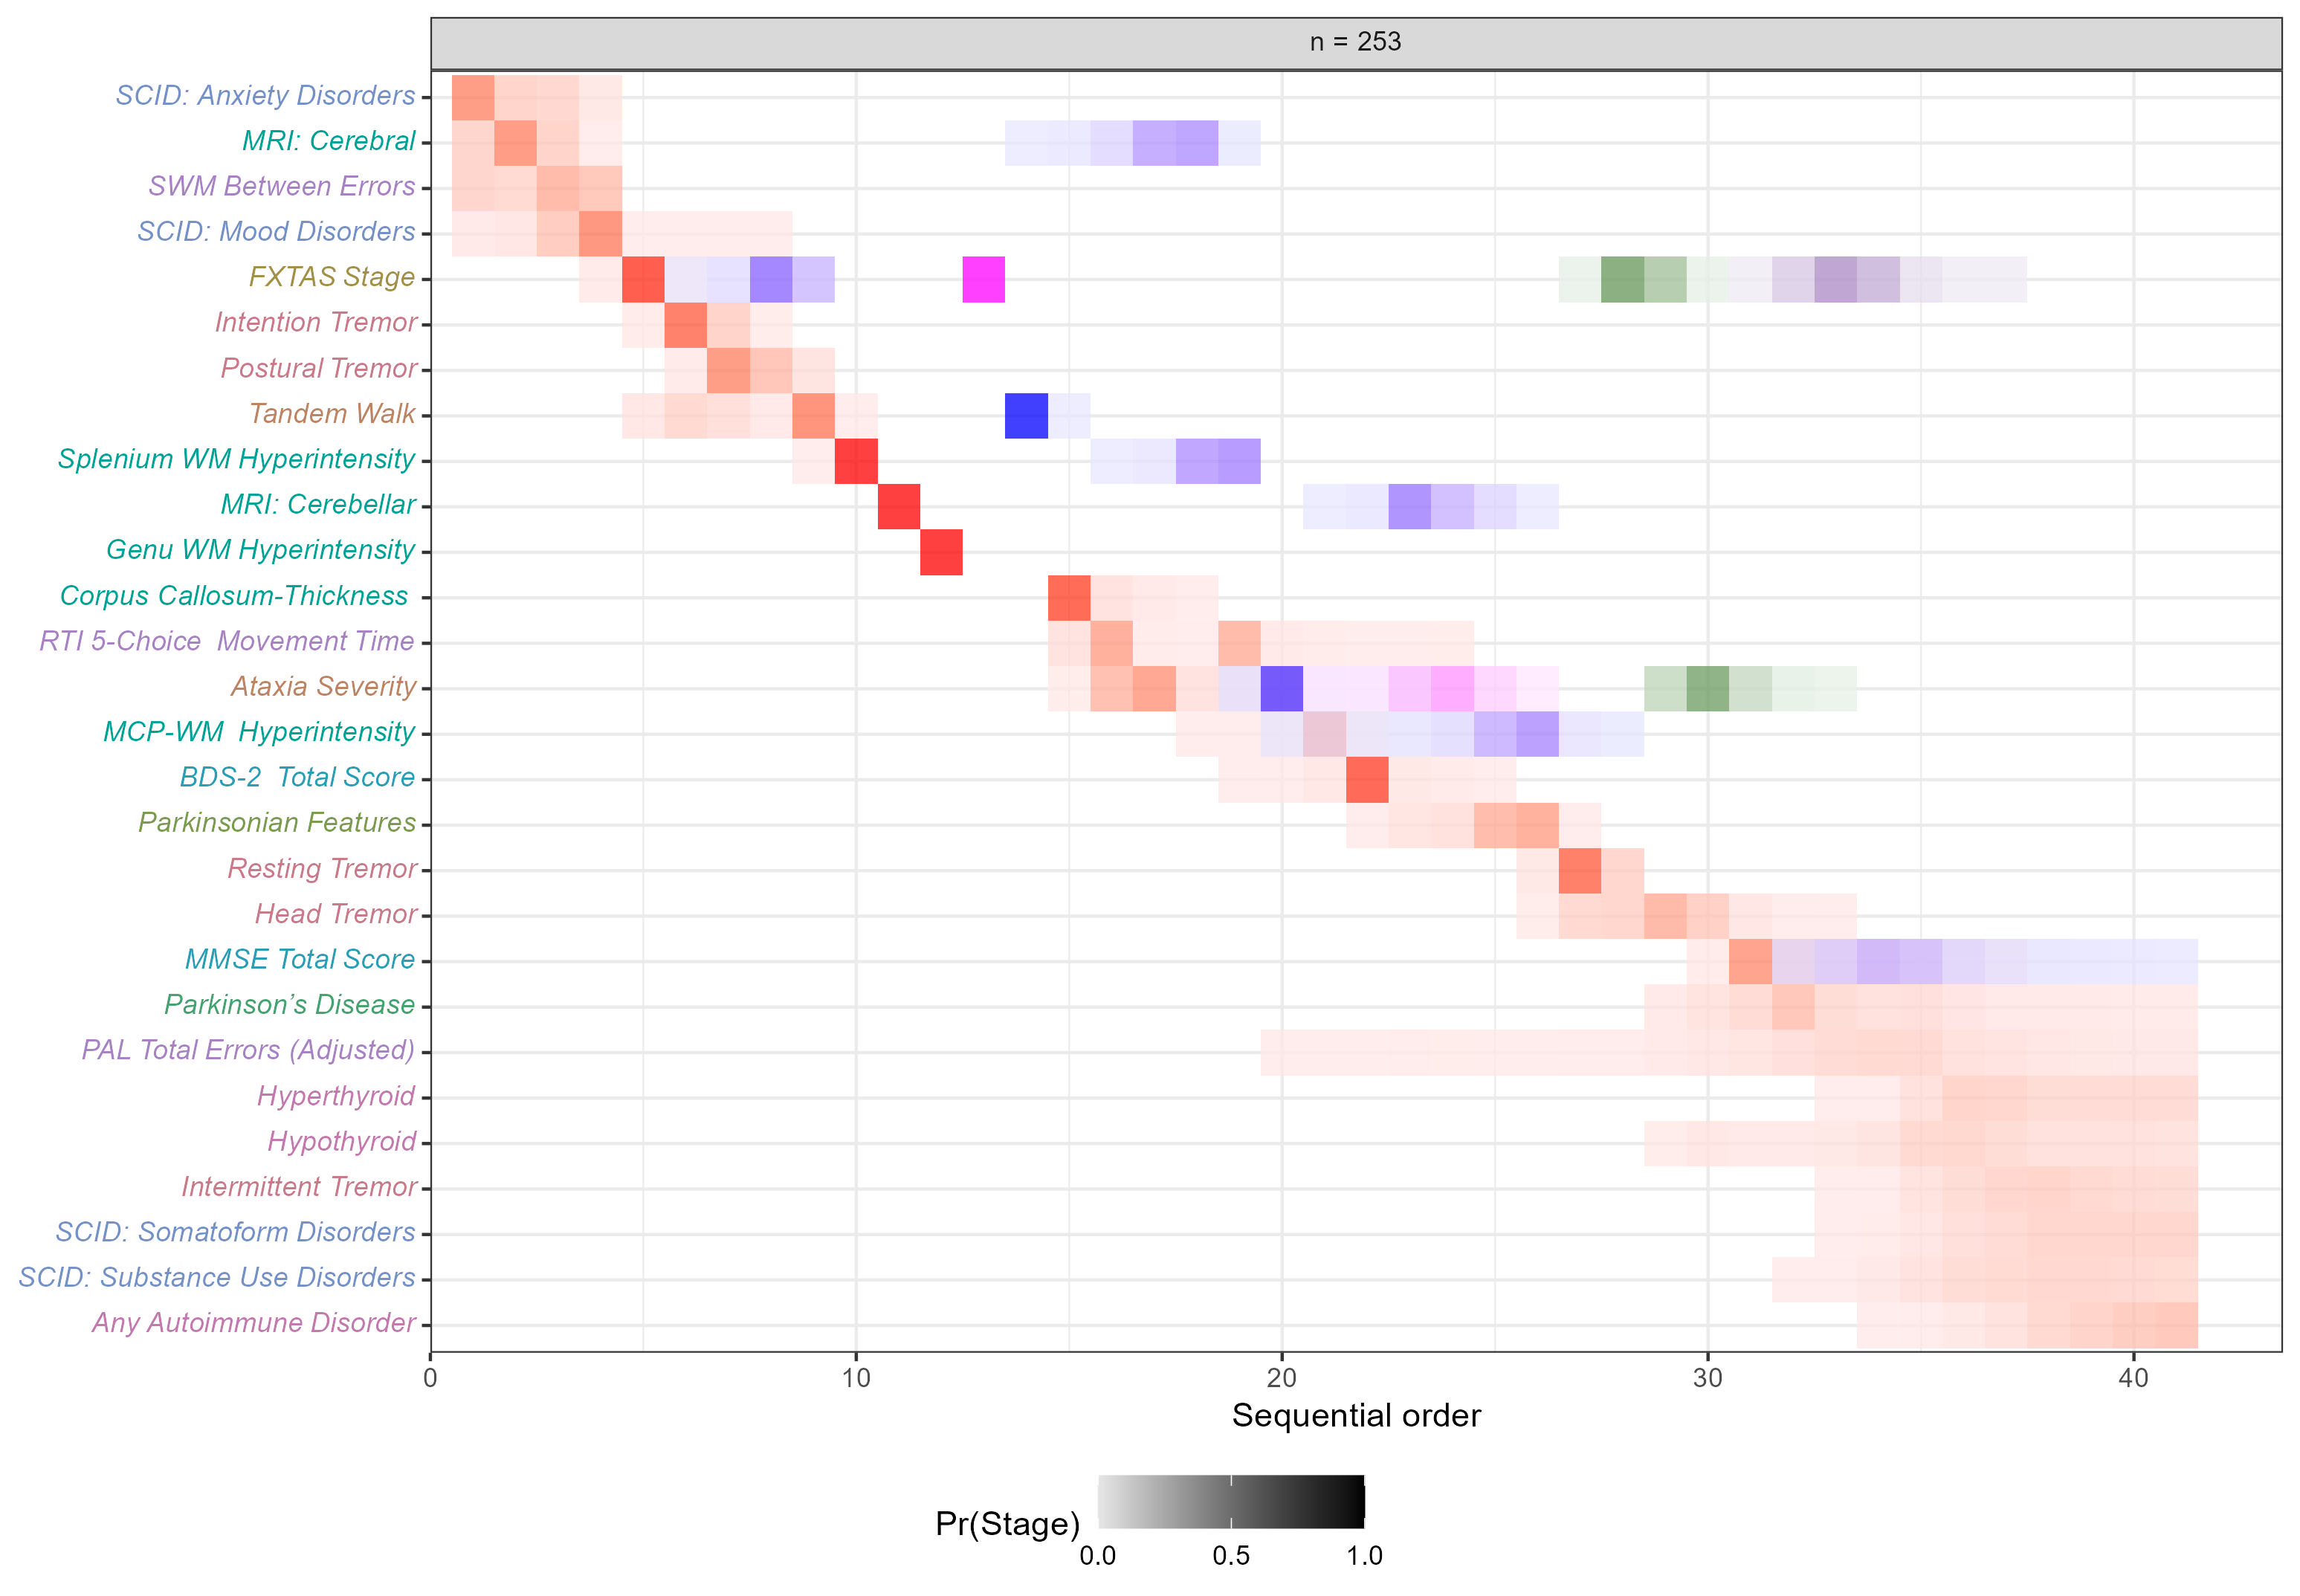 n = 253
SCID: Anxiety Disorders
MRI: Cerebral
SWM Between Errors
SCID: Mood Disorders
FXTAS Stage
Intention Tremor
Postural Tremor
Tandem Walk
Splenium WM Hyperintensity
MRI: Cerebellar
Genu WM Hyperintensity
Corpus Callosum-Thickness
RTI 5-Choice  Movement Time
Ataxia Severity
MCP-WM  Hyperintensity
BDS-2  Total Score
Parkinsonian Features
Resting Tremor
Head Tremor
MMSE Total Score
Parkinson’s Disease
PAL Total Errors (Adjusted)
Hyperthyroid
Hypothyroid
Intermittent Tremor
SCID: Somatoform Disorders
SCID: Substance Use Disorders
Any Autoimmune Disorder
0 10 20 30 40
Sequential order
Pr(Stage)
0.0 0.5 1.0